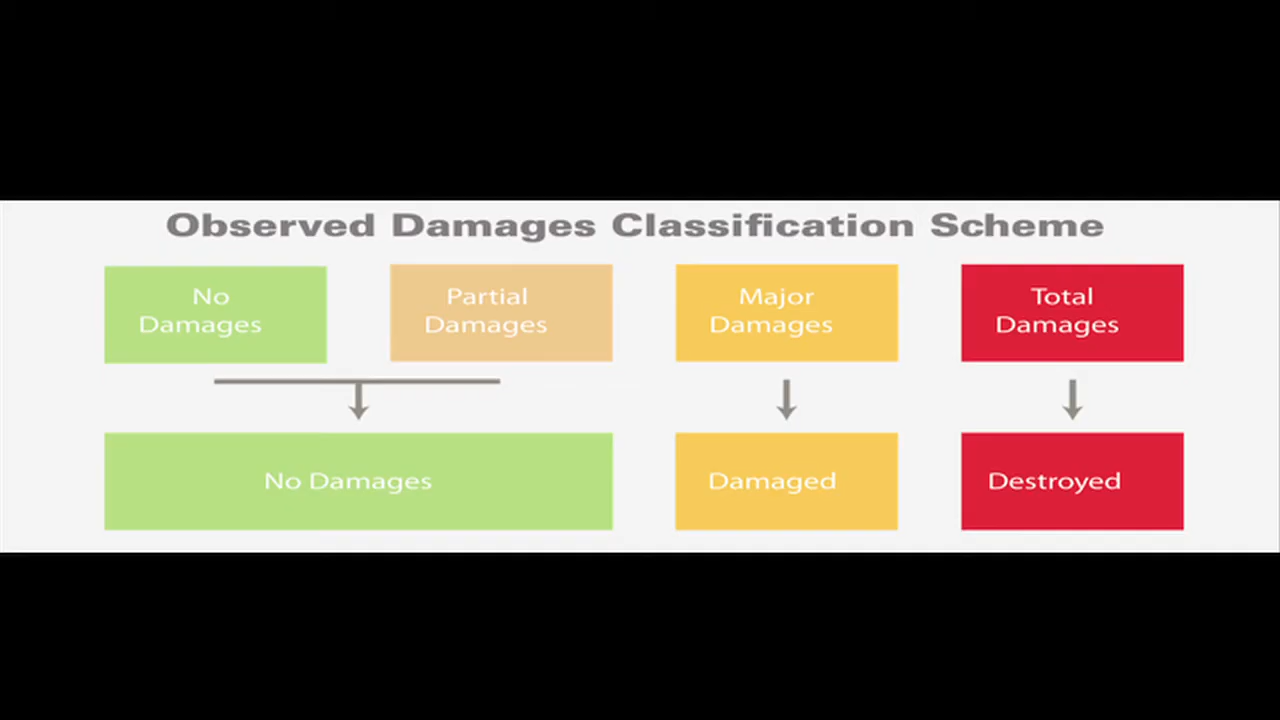 Observed Damages Classification Scheme
No
Damages
Partial
Damages
Major
Damages
Total
Damages
No Damages
Damaged
Destroyed